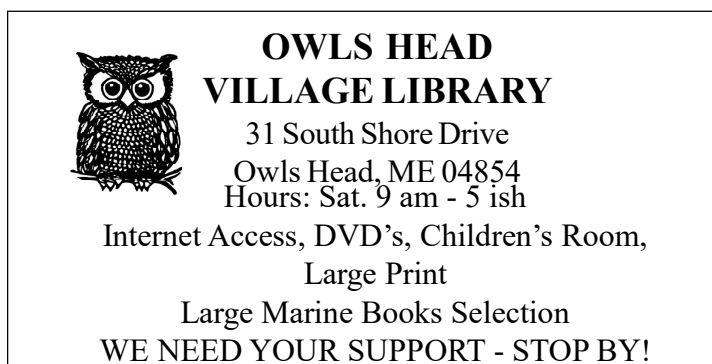 OWLS HEAD
VILLAGE LIBRARY
31 South Shore Drive
Owls Head, ME 04854
Hours: Sat. 9 am - 5 ish
Internet Access, DVD’s, Children’s Room,
Large Print
Large Marine Books Selection
WE NEED YOUR SUPPORT - STOP BY!